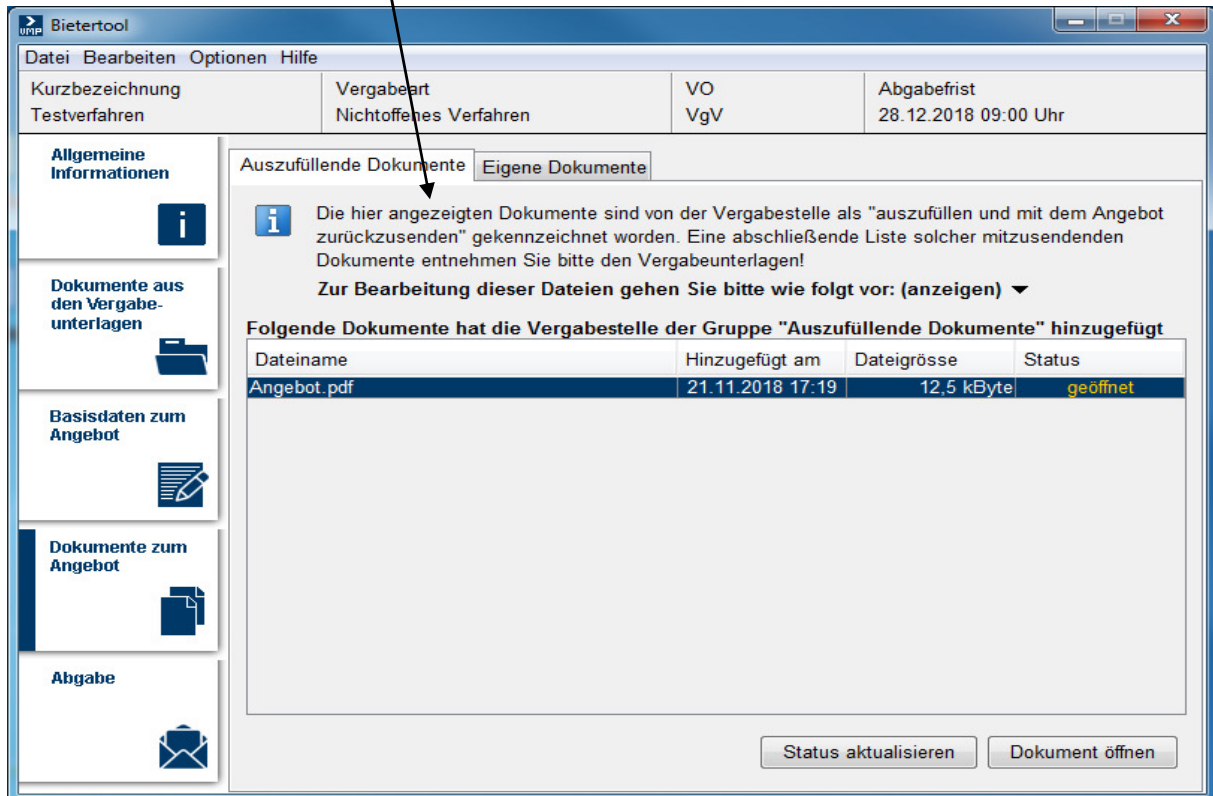 VMP Bietertool
Datei Bearbeiten Optionen Hilfe
Kurzbezeichnung Vergabeart VO Abgabefrist
Testverfahren Nichtoffenes Verfahren VgV 28.12.2018 09:00 Uhr
Allgemeine
Informationen
i
Dokumente aus
den Vergabe-
unterlagen
Basisdaten zum
Angebot
Dokumente zum
Angebot
Abgabe
Auszufüllende Dokumente Eigene Dokumente
i
Die hier angezeigten Dokumente sind von der Vergabestelle als "auszufüllen und mit dem Angebot
zurückzusenden" gekennzeichnet worden. Eine abschließende Liste solcher mitzusendenden
Dokumente entnehmen Sie bitte den Vergabeunterlagen!
Zur Bearbeitung dieser Dateien gehen Sie bitte wie folgt vor: (anzeigen)
Folgende Dokumente hat die Vergabestelle der Gruppe "Auszufüllende Dokumente" hinzugefügt
Dateiname Hinzugefügt am Dateigrösse Status
Angebot.pdf 21.11.2018 17:19 12,5 kByte geöffnet
Status aktualisieren Dokument öffnen